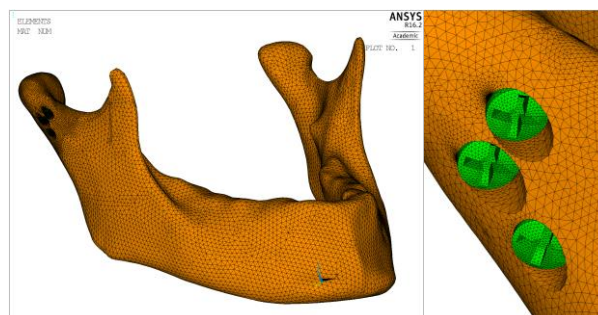 ELEMENTS
MAT NUM
ANSYS
R16.2
Academic
PLOT NO. 1